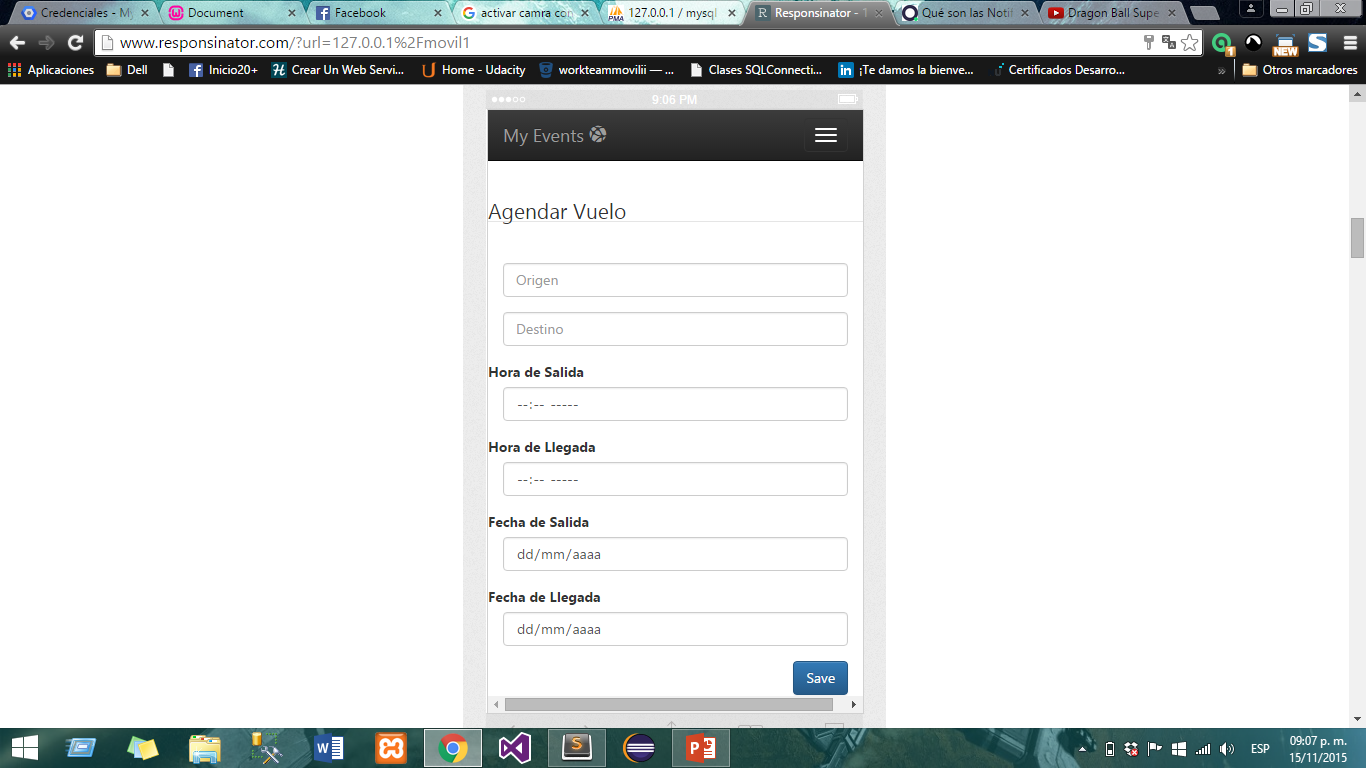 Credenciales - My
Document
Facebook
activar camra con
127.0.0.1 / mysql
Responsinator - 1
Qué son las Notif
Dragon Ball Supe
www.responsinator.com/?url=127.0.0.1%2Fmovil1
Aplicaciones
Dell
Inicio20+
Crear Un Web Servi...
Home - Udacity
workteammovilii — ...
Clases SQLConnecti...
¡Te damos la bienve...
Certificados Desarro...
»
Otros marcadores
1
NEW
9:06 PM
My Events
Agendar Vuelo
Origen
Destino
Hora de Salida
--:-- -----
Hora de Llegada
--:-- -----
Fecha de Salida
dd/mm/aaaa
Fecha de Llegada
dd/mm/aaaa
Save
ESP
09:07 p. m.
15/11/2015